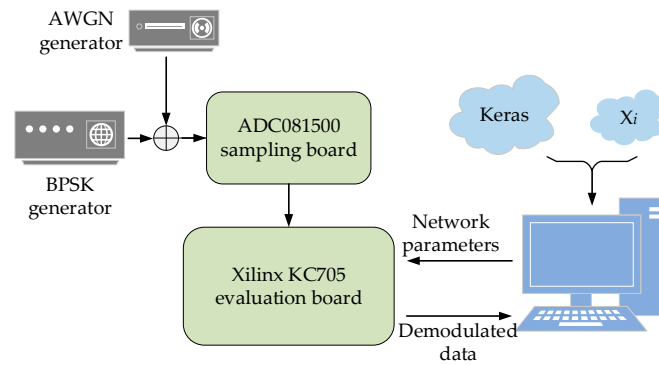 AWGN
generator
BPSK
generator
ADC081500
sampling board
Keras
Xi
Network
parameters
Xilinx KC705
evaluation board
Demodulated
data